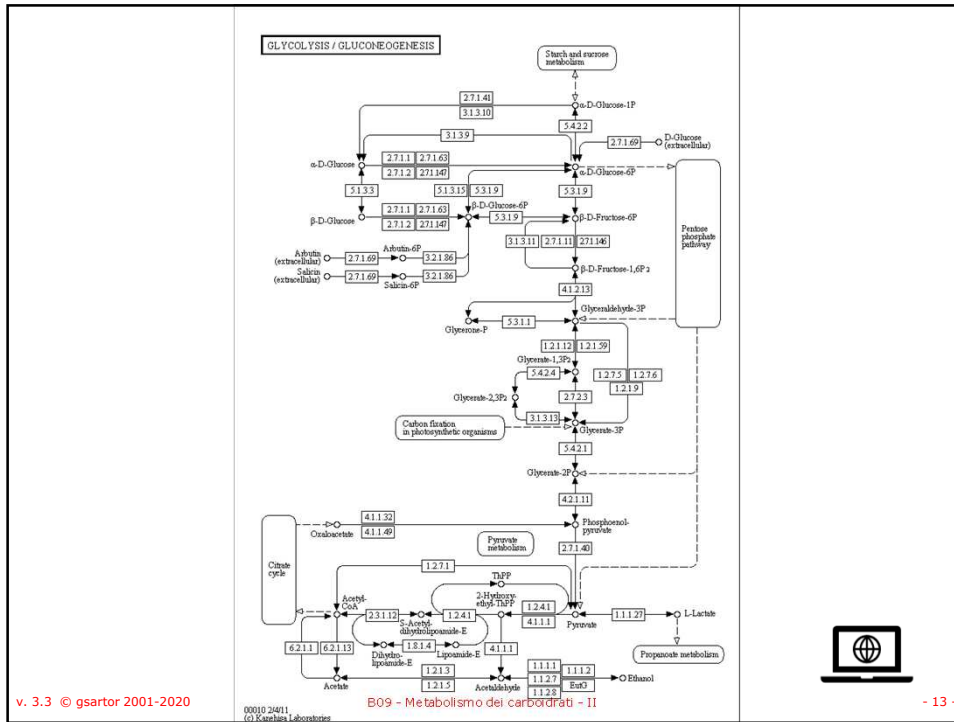 GLYCOLYSIS / GLUCONEOGENESIS
Starch and sucrose
metabolism
2.7.1.41
3.1.3.10
α-D-Glucose-1P
5.4.2.2
3.1.3.9
2.7.1.69
D-Glucose
(extracellular)
α-D-Glucose
2.7.1.1
2.7.1.63
2.7.1.2
2.7.1.147
α-D-Glucose-6P
5.1.3.3
5.1.3.15
5.3.1.9
5.3.1.9
β-D-Glucose-6P
β-D-Glucose
2.7.1.1
2.7.1.63
2.7.1.2
2.7.1.147
5.3.1.9
β-D-Fructose-6P
Pentose
phosphate
pathway
3.1.3.11
2.7.1.11
2.7.1.146
Arbutin
(extracellular)
2.7.1.69
Arbutin-6P
3.2.1.86
Salicin
(extracellular)
2.7.1.69
Salicin-6P
3.2.1.86
β-D-Fructose-1,6P2
4.1.2.13
Glyceraldehyde-3P
Glycerone-P
5.3.1.1
1.2.1.12
1.2.1.59
Glycerate-1,3P2
5.4.2.4
1.2.7.5
1.2.7.6
1.2.1.9
Glycerate-2,3P2
2.7.2.3
3.1.3.13
Carbon fixation
in photosynthetic organisms
Glycerate-3P
5.4.2.1
Glycerate-2P
4.2.1.11
4.1.1.32
4.1.1.49
Oxaloacetate
Phosphoenol-
pyruvate
Pyruvate
metabolism
2.7.1.40
Citrate
cycle
1.2.7.1
ThPP
Acetyl-
CoA
2-Hydroxy-
ethyl-ThPP
2.3.1.12
S-Acetyl-
dihydrolipoamide-E
1.2.4.1
1.2.4.1
4.1.1.1
Pyruvate
1.1.1.27
L-Lactate
6.2.1.1
6.2.1.13
Dihydro-
lipoamide-E
1.8.1.4
Lipoamide-E
4.1.1.1
Propanoate metabolism
Acetate
1.2.1.3
1.2.1.5
Acetaldehyde
1.1.1.1
1.1.1.2
1.1.2.7
EutG
1.1.2.8
Ethanol
00010 2/4/11
(c) Kanehisa Laboratories
v. 3.3 © gsartor 2001-2020
B09 - Metabolismo dei carboidrati - II
- 13 -